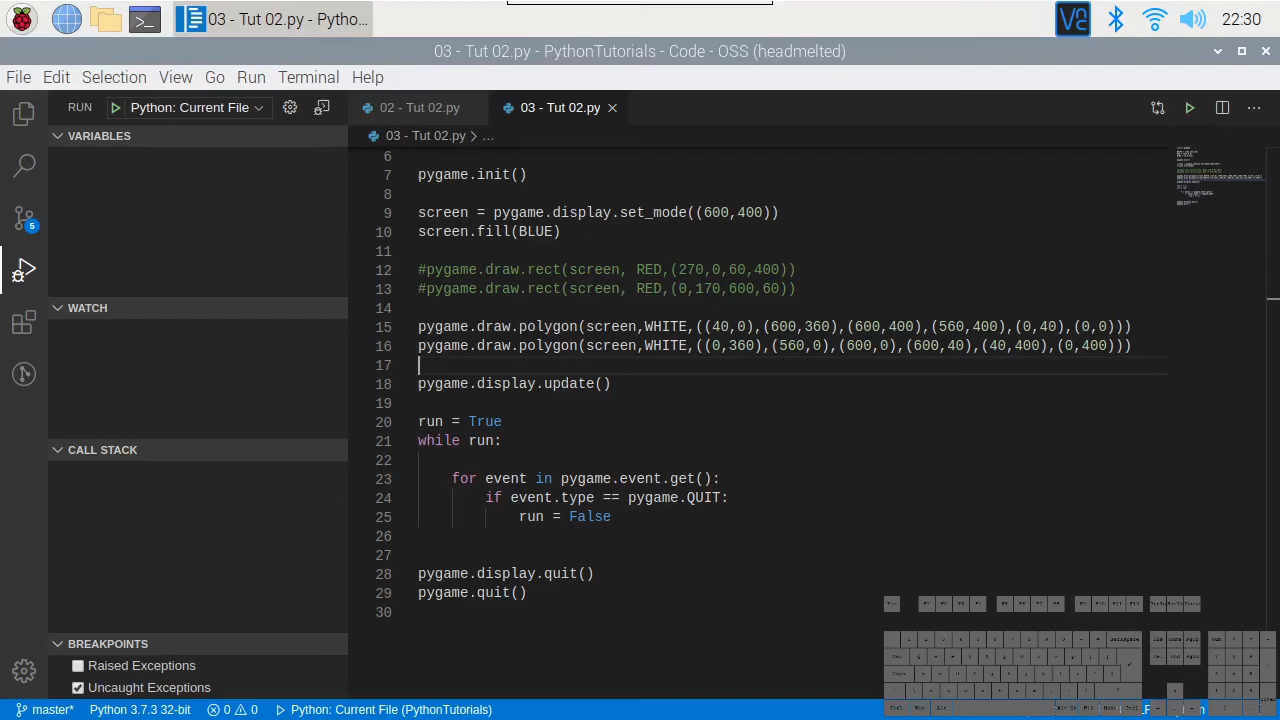 03 - Tut 02.py - Pytho...
22:30
03 - Tut 02.py - PythonTutorials - Code - OSS (headmelted)
File Edit Selection View Go Run Terminal Help
RUN Python: Current File
02 - Tut 02.py
03 - Tut 02.py
VARIABLES
03 - Tut 02.py > ...
6
7 pygame.init()
8
9 screen = pygame.display.set_mode((600,400))
10 screen.fill(BLUE)
11
12 #pygame.draw.rect(screen, RED,(270,0,60,400))
13 #pygame.draw.rect(screen, RED,(0,170,600,60))
14
15 pygame.draw.polygon(screen,WHITE,((40,0),(600,360),(600,400),(560,400),(0,40),(0,0)))
16 pygame.draw.polygon(screen,WHITE,((0,360),(560,0),(600,0),(600,40),(40,400),(0,400)))
17
18 pygame.display.update()
19
20 run = True
21 while run:
22
23 for event in pygame.event.get():
24 if event.type == pygame.QUIT:
25 run = False
26
27
28 pygame.display.quit()
29 pygame.quit()
30
5
WATCH
CALL STACK
BREAKPOINTS
Raised Exceptions
Uncaught Exceptions
master* Python 3.7.3 32-bit 0 0 Python: Current File (PythonTutorials)